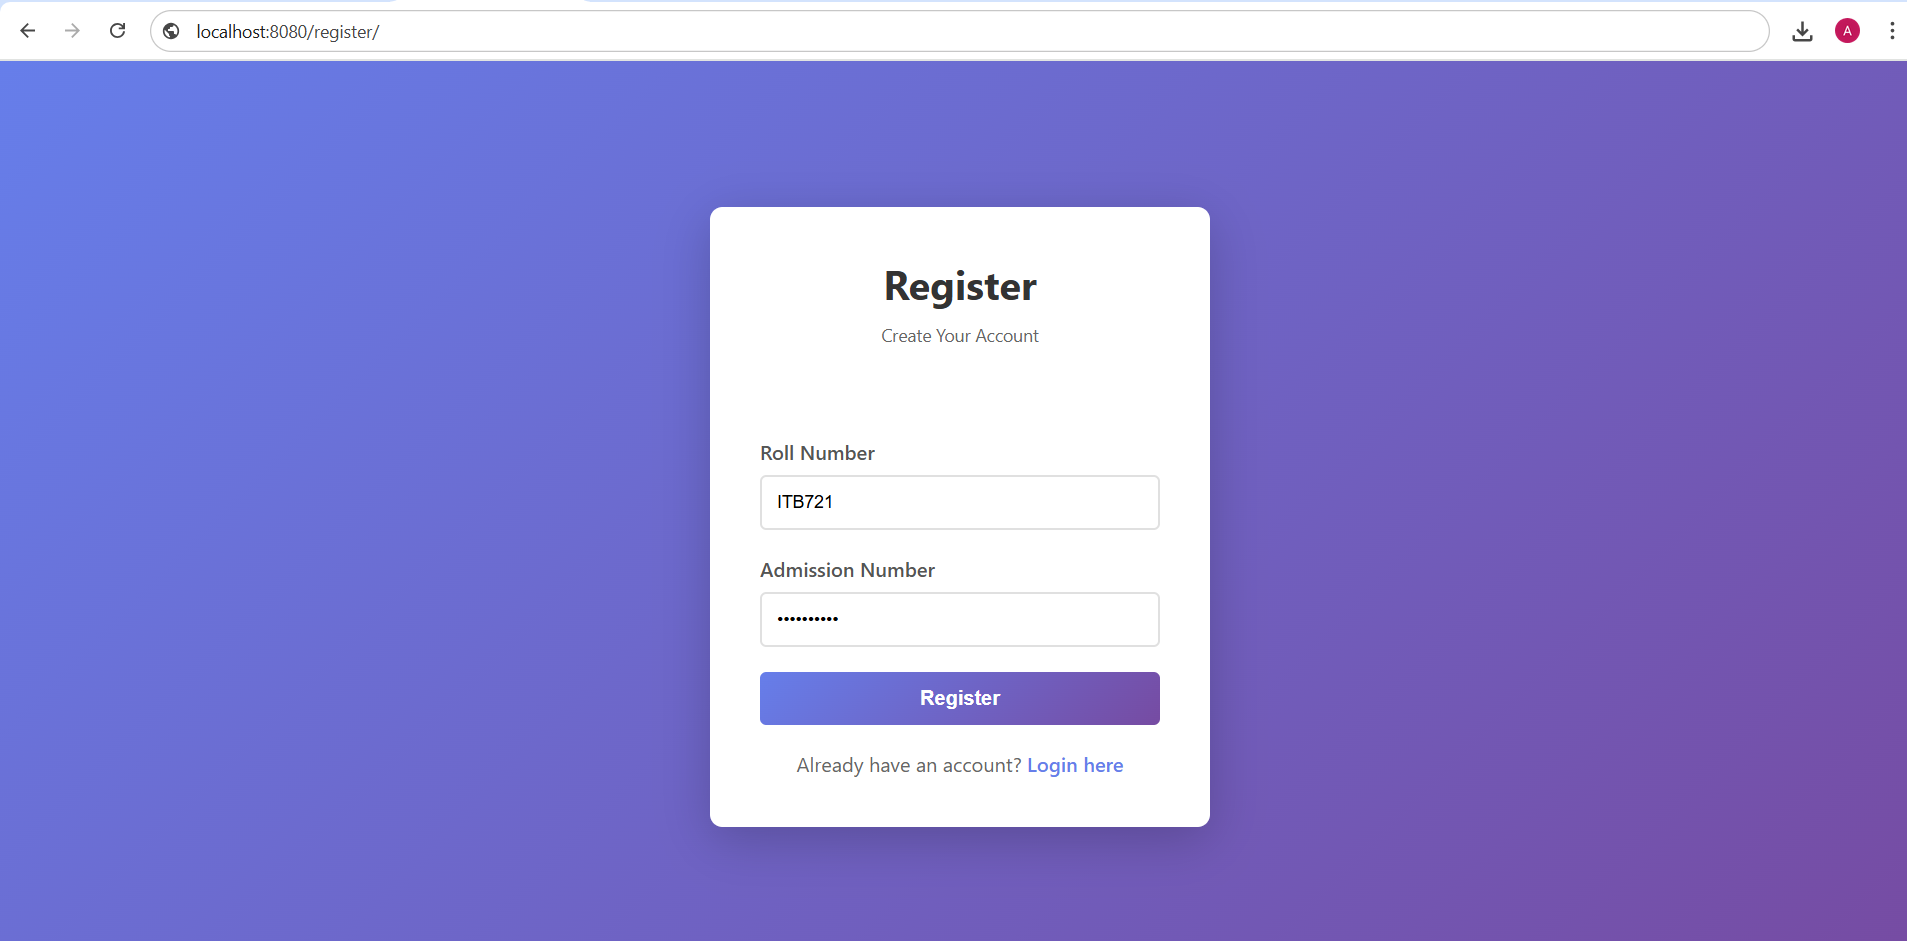 localhost:8080/register/
A
Register
Create Your Account
Roll Number
ITB721
Admission Number
••••••••••
Register
Already have an account? Login here